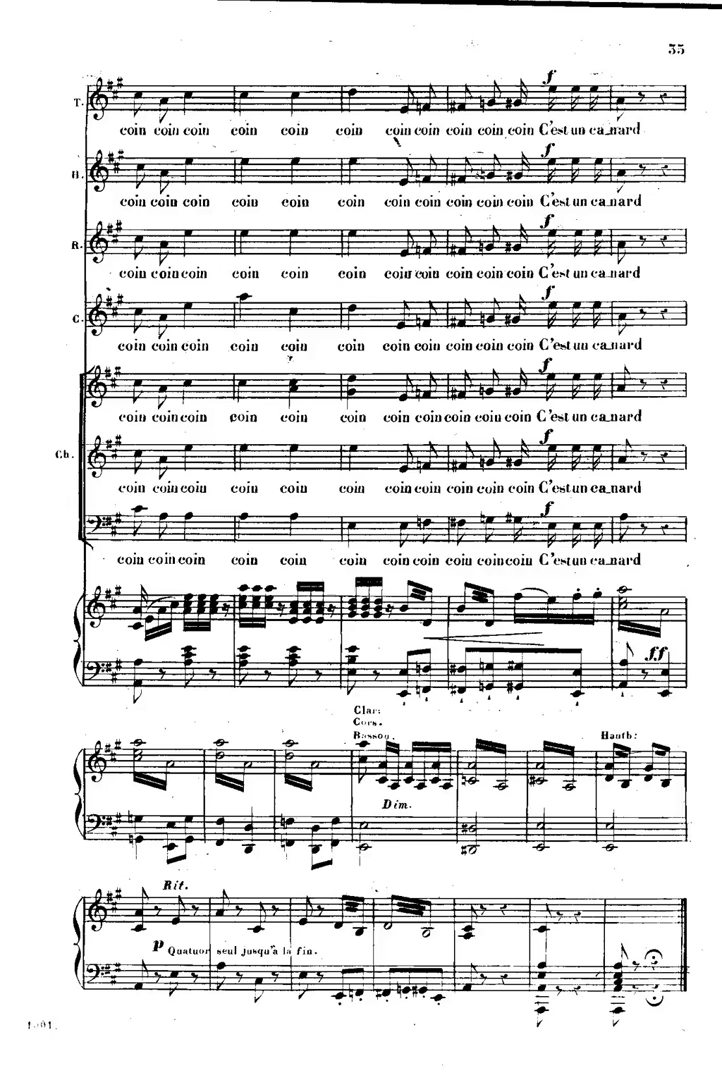 35
f
T.
coin coin coin coin coin coin coin coin coin coin coin C'est un ca_nard
f
H.
coin coin coin coin coin coin coin coin coin coin coin C'est un ca_nard
f
R.
coin coin coin coin coin coin coin coin coin coin coin C'est un ca_nard
f
C.
coin coin coin coin coin coin coin coin coin coin coin C'est un ca_nard
f
coin coin coin coin coin coin coin coin coin coin coin C'est un ca_nard
f
Ch.
coin coin coin coin coin coin coin coin coin coin coin C'est un ca_nard
f
coin coin coin coin coin coin coin coin coin coin coin C'est un ca_nard
ff
Clar:
Cors.
Basson. Hautb:
Dim.
Rit.
P Quatuor seul jusqu'à la fin.